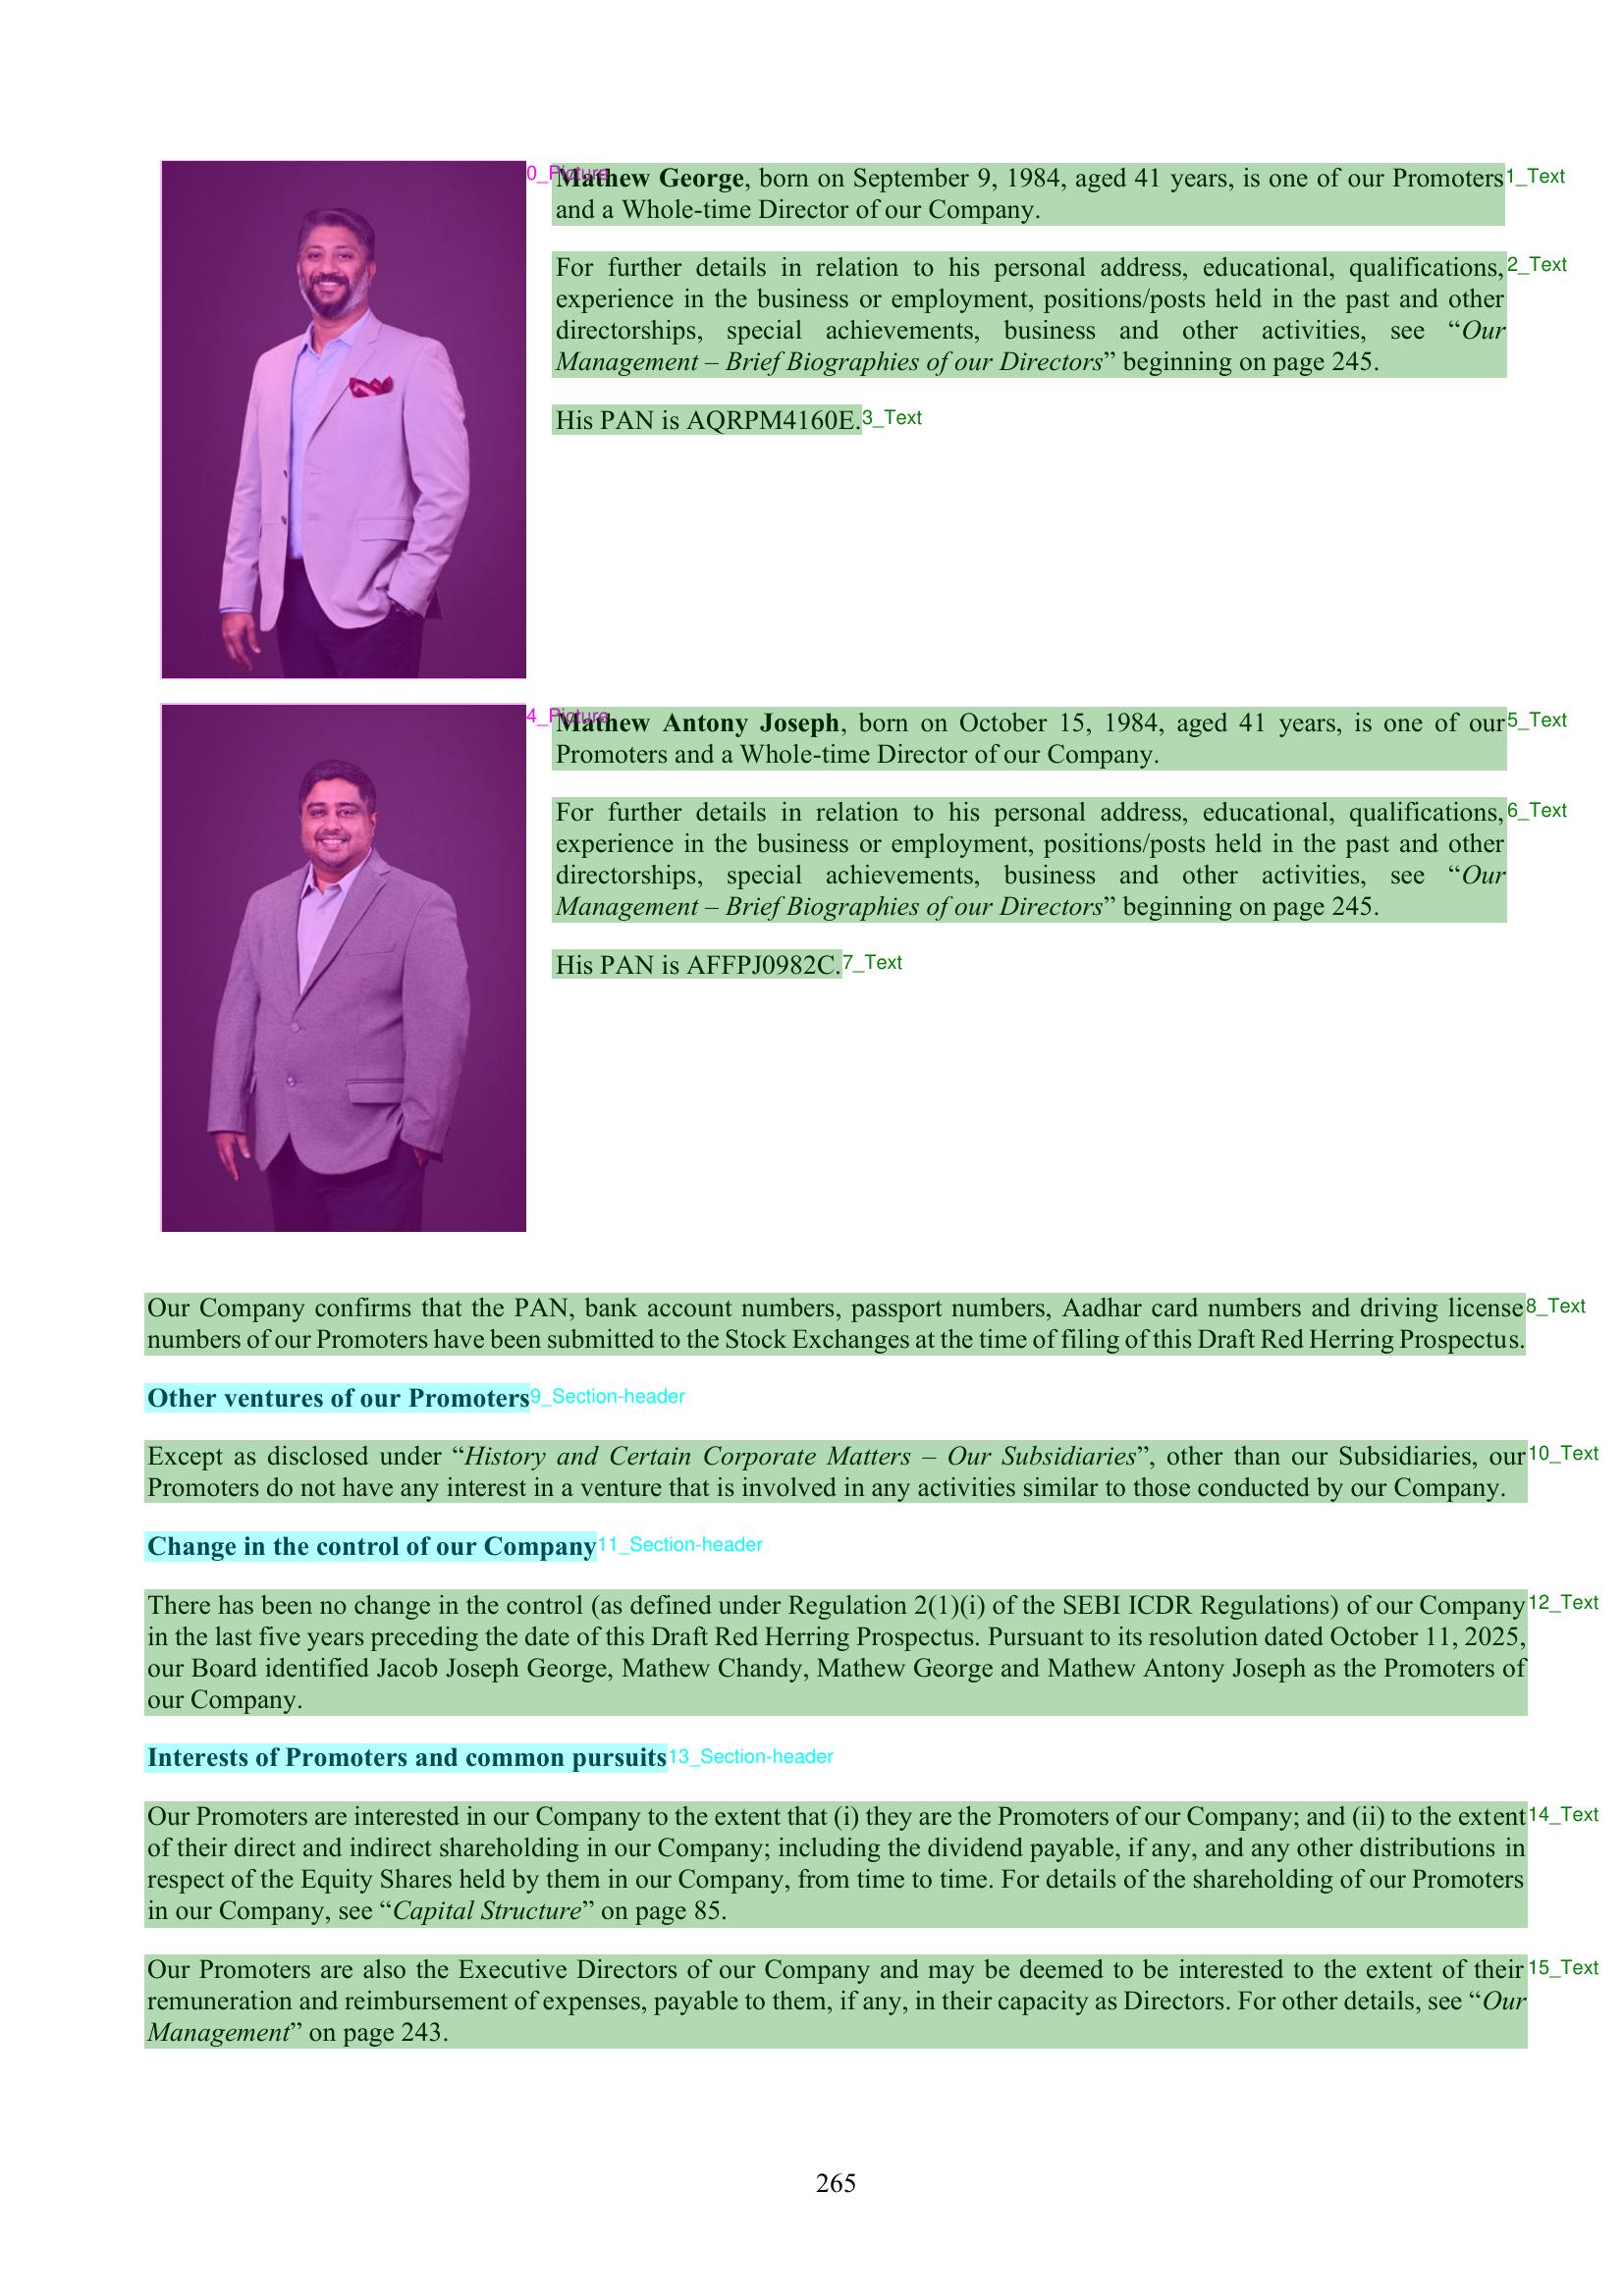 0_Picture
Mathew George, born on September 9, 1984, aged 41 years, is one of our Promoters 1_Text
and a Whole-time Director of our Company.
For further details in relation to his personal address, educational, qualifications, 2_Text
experience in the business or employment, positions/posts held in the past and other
directorships, special achievements, business and other activities, see “Our
Management – Brief Biographies of our Directors” beginning on page 245.
His PAN is AQRPM4160E. 3_Text
4_Picture
Mathew Antony Joseph, born on October 15, 1984, aged 41 years, is one of our 5_Text
Promoters and a Whole-time Director of our Company.
For further details in relation to his personal address, educational, qualifications, 6_Text
experience in the business or employment, positions/posts held in the past and other
directorships, special achievements, business and other activities, see “Our
Management – Brief Biographies of our Directors” beginning on page 245.
His PAN is AFFPJ0982C. 7_Text
Our Company confirms that the PAN, bank account numbers, passport numbers, Aadhar card numbers and driving license 8_Text
numbers of our Promoters have been submitted to the Stock Exchanges at the time of filing of this Draft Red Herring Prospectus.
Other ventures of our Promoters 9_Section-header
Except as disclosed under “History and Certain Corporate Matters – Our Subsidiaries”, other than our Subsidiaries, our 10_Text
Promoters do not have any interest in a venture that is involved in any activities similar to those conducted by our Company.
Change in the control of our Company 11_Section-header
There has been no change in the control (as defined under Regulation 2(1)(i) of the SEBI ICDR Regulations) of our Company 12_Text
in the last five years preceding the date of this Draft Red Herring Prospectus. Pursuant to its resolution dated October 11, 2025,
our Board identified Jacob Joseph George, Mathew Chandy, Mathew George and Mathew Antony Joseph as the Promoters of
our Company.
Interests of Promoters and common pursuits 13_Section-header
Our Promoters are interested in our Company to the extent that (i) they are the Promoters of our Company; and (ii) to the extent 14_Text
of their direct and indirect shareholding in our Company; including the dividend payable, if any, and any other distributions in
respect of the Equity Shares held by them in our Company, from time to time. For details of the shareholding of our Promoters
in our Company, see “Capital Structure” on page 85.
Our Promoters are also the Executive Directors of our Company and may be deemed to be interested to the extent of their 15_Text
remuneration and reimbursement of expenses, payable to them, if any, in their capacity as Directors. For other details, see “Our
Management” on page 243.
265